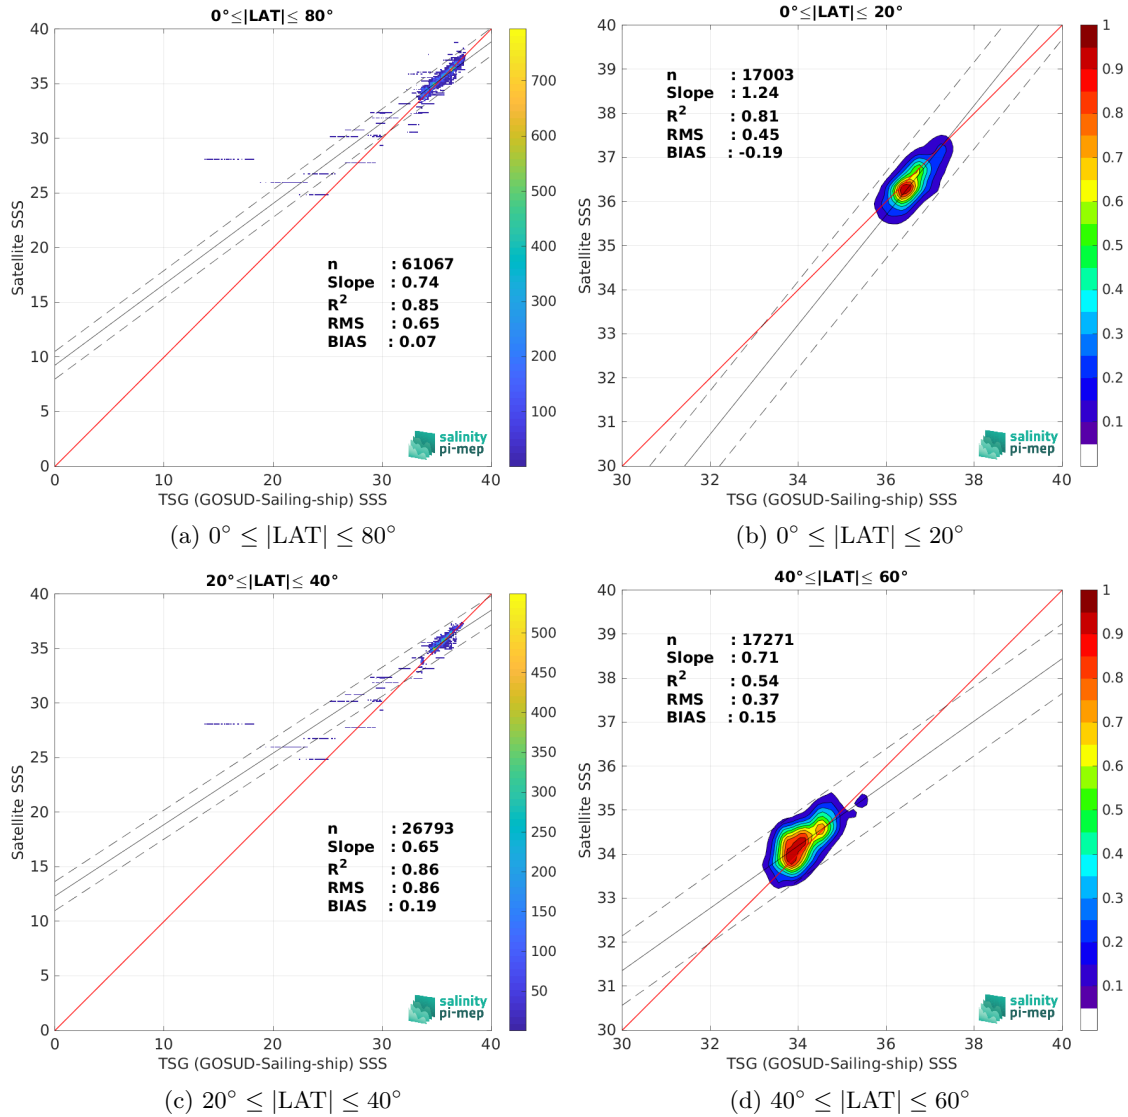 0°≤|LAT|≤ 80°
40
35
30
25
20
15
10
5
0
Satellite SSS
n : 61067
Slope : 0.74
R² : 0.85
RMS : 0.65
BIAS : 0.07
salinity
pi-mep
0 10 20 30 40
TSG (GOSUD-Sailing-ship) SSS
700
600
500
400
300
200
100
(a) 0° ≤ |LAT| ≤ 80°
0°≤|LAT|≤ 20°
40
39
38
37
36
35
34
33
32
31
30
Satellite SSS
n : 17003
Slope : 1.24
R² : 0.81
RMS : 0.45
BIAS : -0.19
salinity
pi-mep
30 32 34 36 38 40
TSG (GOSUD-Sailing-ship) SSS
1
0.9
0.8
0.7
0.6
0.5
0.4
0.3
0.2
0.1
(b) 0° ≤ |LAT| ≤ 20°
20°≤|LAT|≤ 40°
40
35
30
25
20
15
10
5
0
Satellite SSS
n : 26793
Slope : 0.65
R² : 0.86
RMS : 0.86
BIAS : 0.19
salinity
pi-mep
0 10 20 30 40
TSG (GOSUD-Sailing-ship) SSS
500
450
400
350
300
250
200
150
100
50
(c) 20° ≤ |LAT| ≤ 40°
40°≤|LAT|≤ 60°
40
39
38
37
36
35
34
33
32
31
30
Satellite SSS
n : 17271
Slope : 0.71
R² : 0.54
RMS : 0.37
BIAS : 0.15
salinity
pi-mep
30 32 34 36 38 40
TSG (GOSUD-Sailing-ship) SSS
1
0.9
0.8
0.7
0.6
0.5
0.4
0.3
0.2
0.1
(d) 40° ≤ |LAT| ≤ 60°